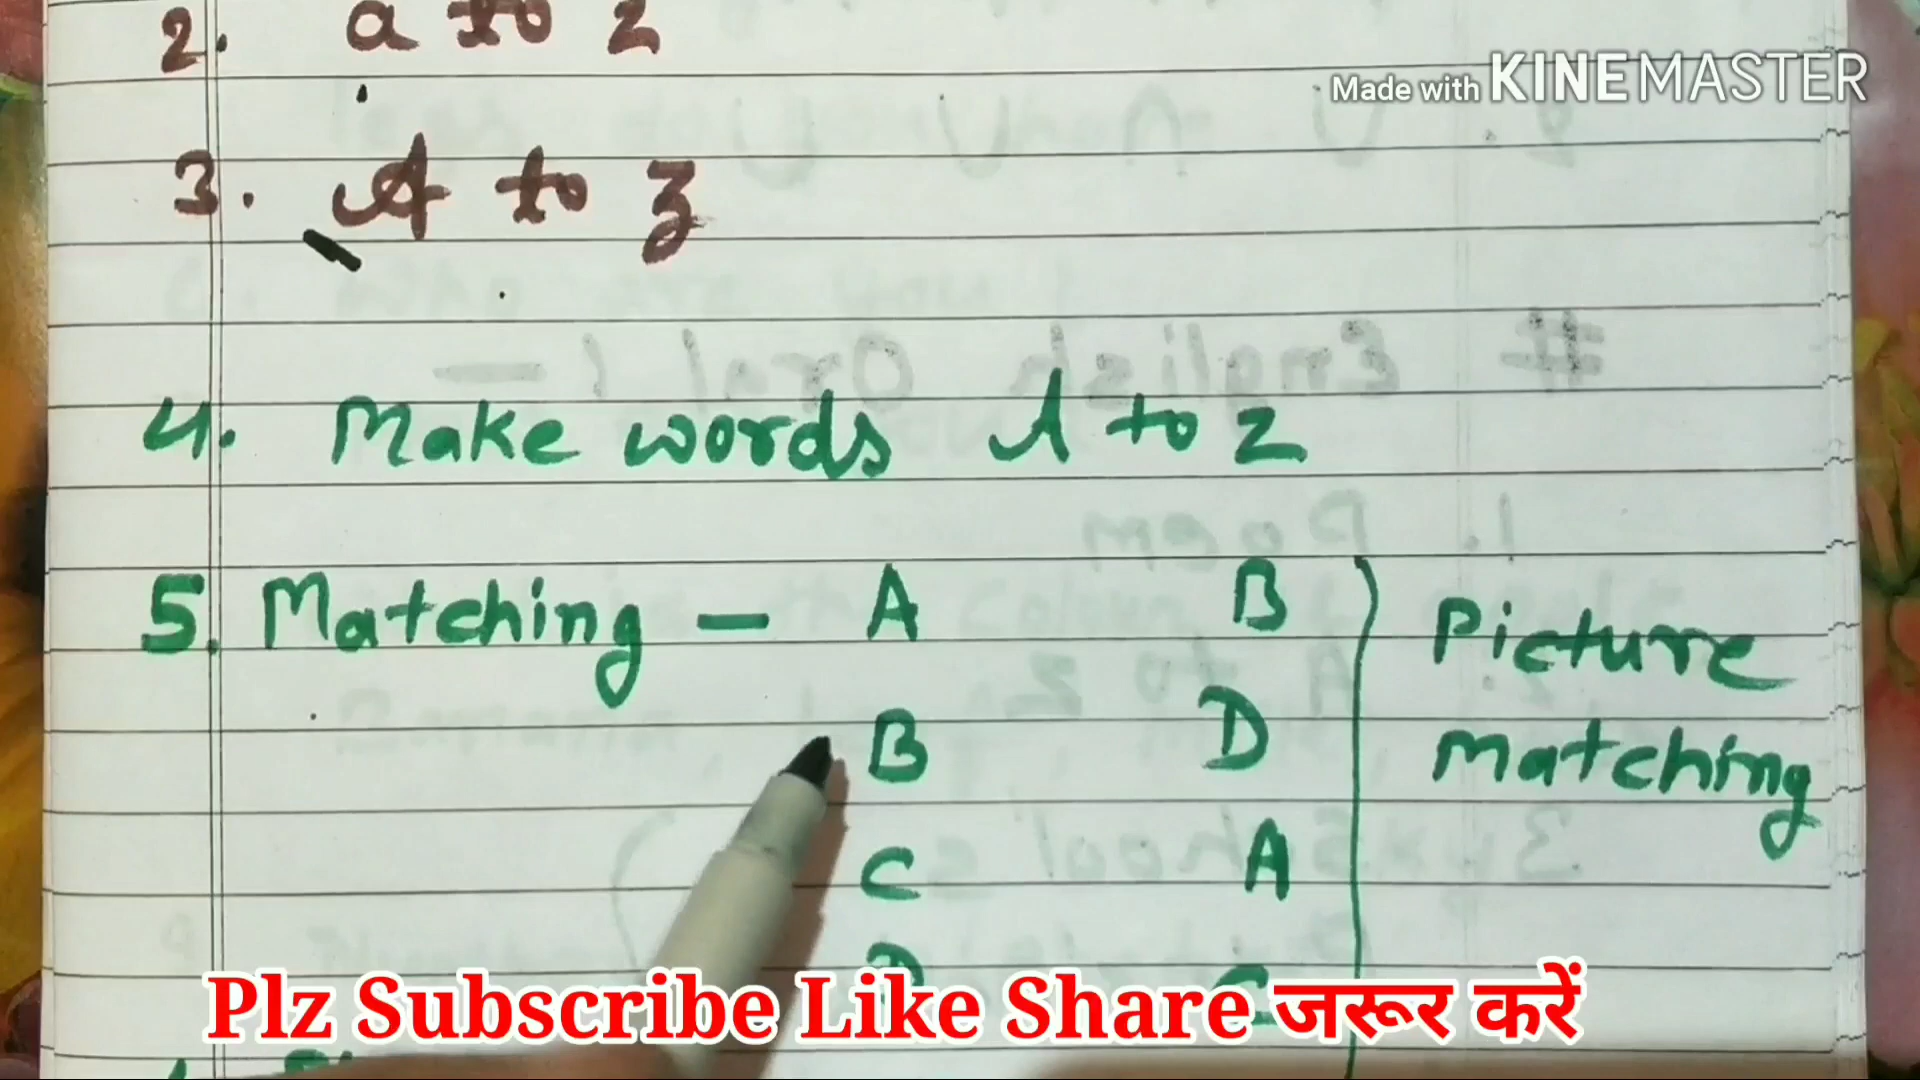 2. a to z
Made with KINEMASTER
3. A to Z
4. Make words A to z
5. Matching - A B
Picture
B D
Matching
C A
D C
Plz Subscribe Like Share जरूर करें